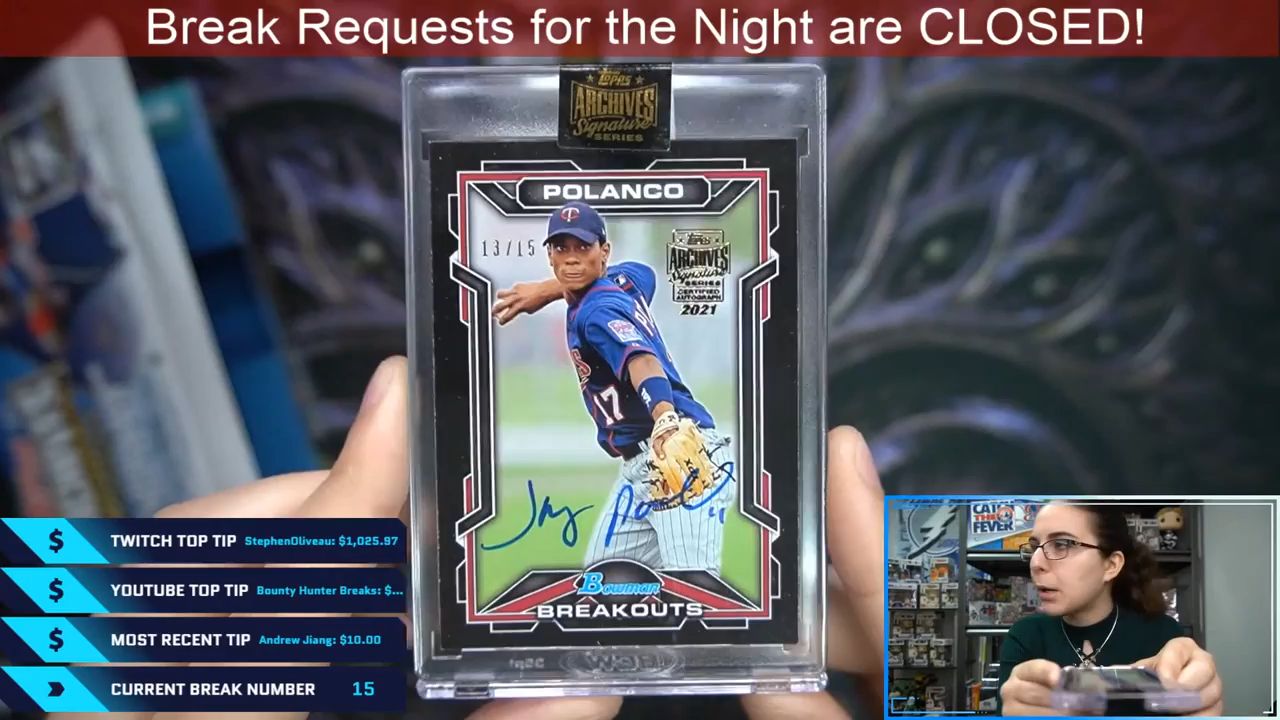 Break Requests for the Night are CLOSED!
TOPPS
ARCHIVES
Signature
SERIES
POLANCO
13/15
TOPPS
ARCHIVES
Signature
SERIES
CERTIFIED
AUTOGRAPH
2021
17
Bowman
BREAKOUTS
TWITCH TOP TIP StephenOliveau: $1,025.97
YOUTUBE TOP TIP Bounty Hunter Breaks: $...
MOST RECENT TIP Andrew Jiang: $10.00
CURRENT BREAK NUMBER 15
THE
FEVER